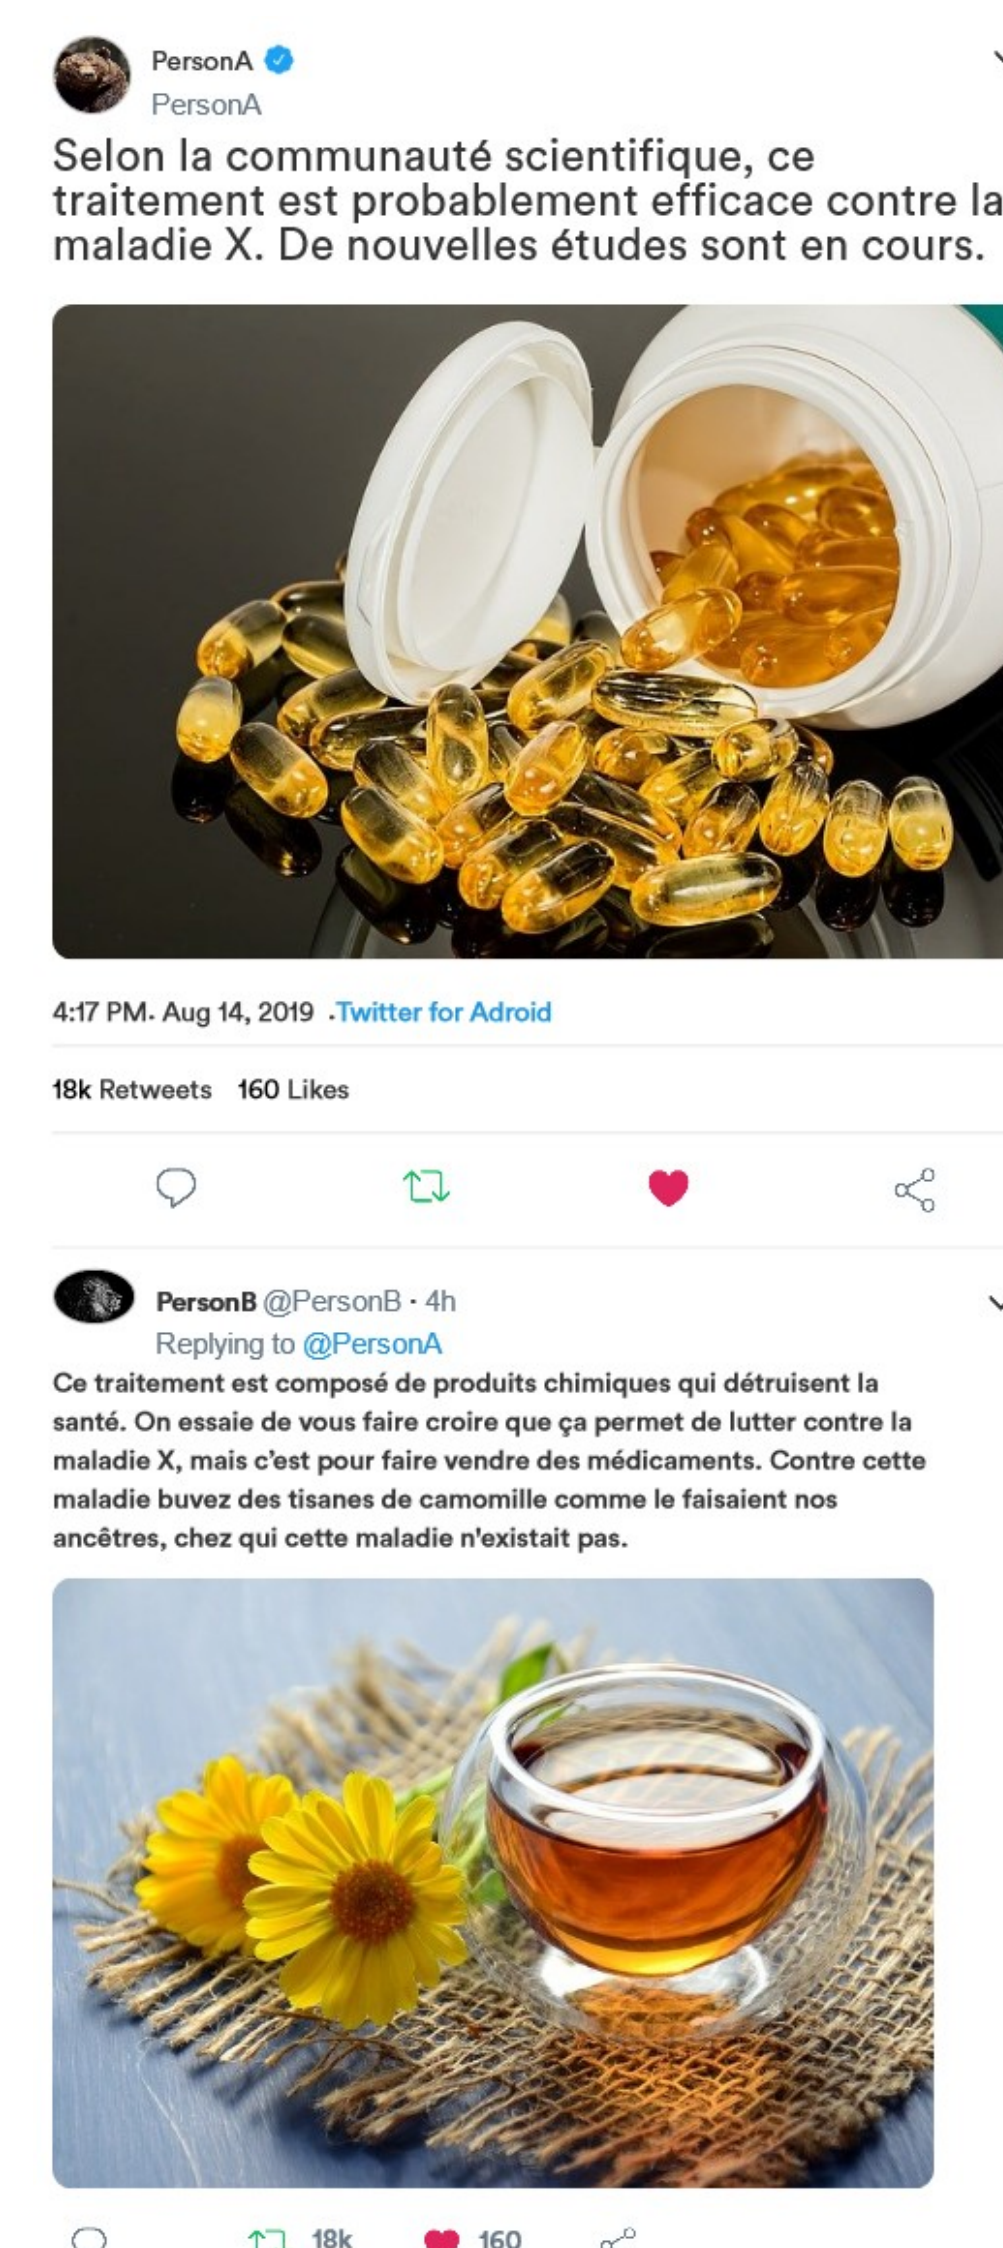 PersonA
PersonA
Selon la communauté scientifique, ce
traitement est probablement efficace contre la
maladie X. De nouvelles études sont en cours.
4:17 PM. Aug 14, 2019 .Twitter for Adroid
18k Retweets 160 Likes
PersonB @PersonB · 4h
Replying to @PersonA
Ce traitement est composé de produits chimiques qui détruisent la
santé. On essaie de vous faire croire que ça permet de lutter contre la
maladie X, mais c'est pour faire vendre des médicaments. Contre cette
maladie buvez des tisanes de camomille comme le faisaient nos
ancêtres, chez qui cette maladie n'existait pas.
18k 160